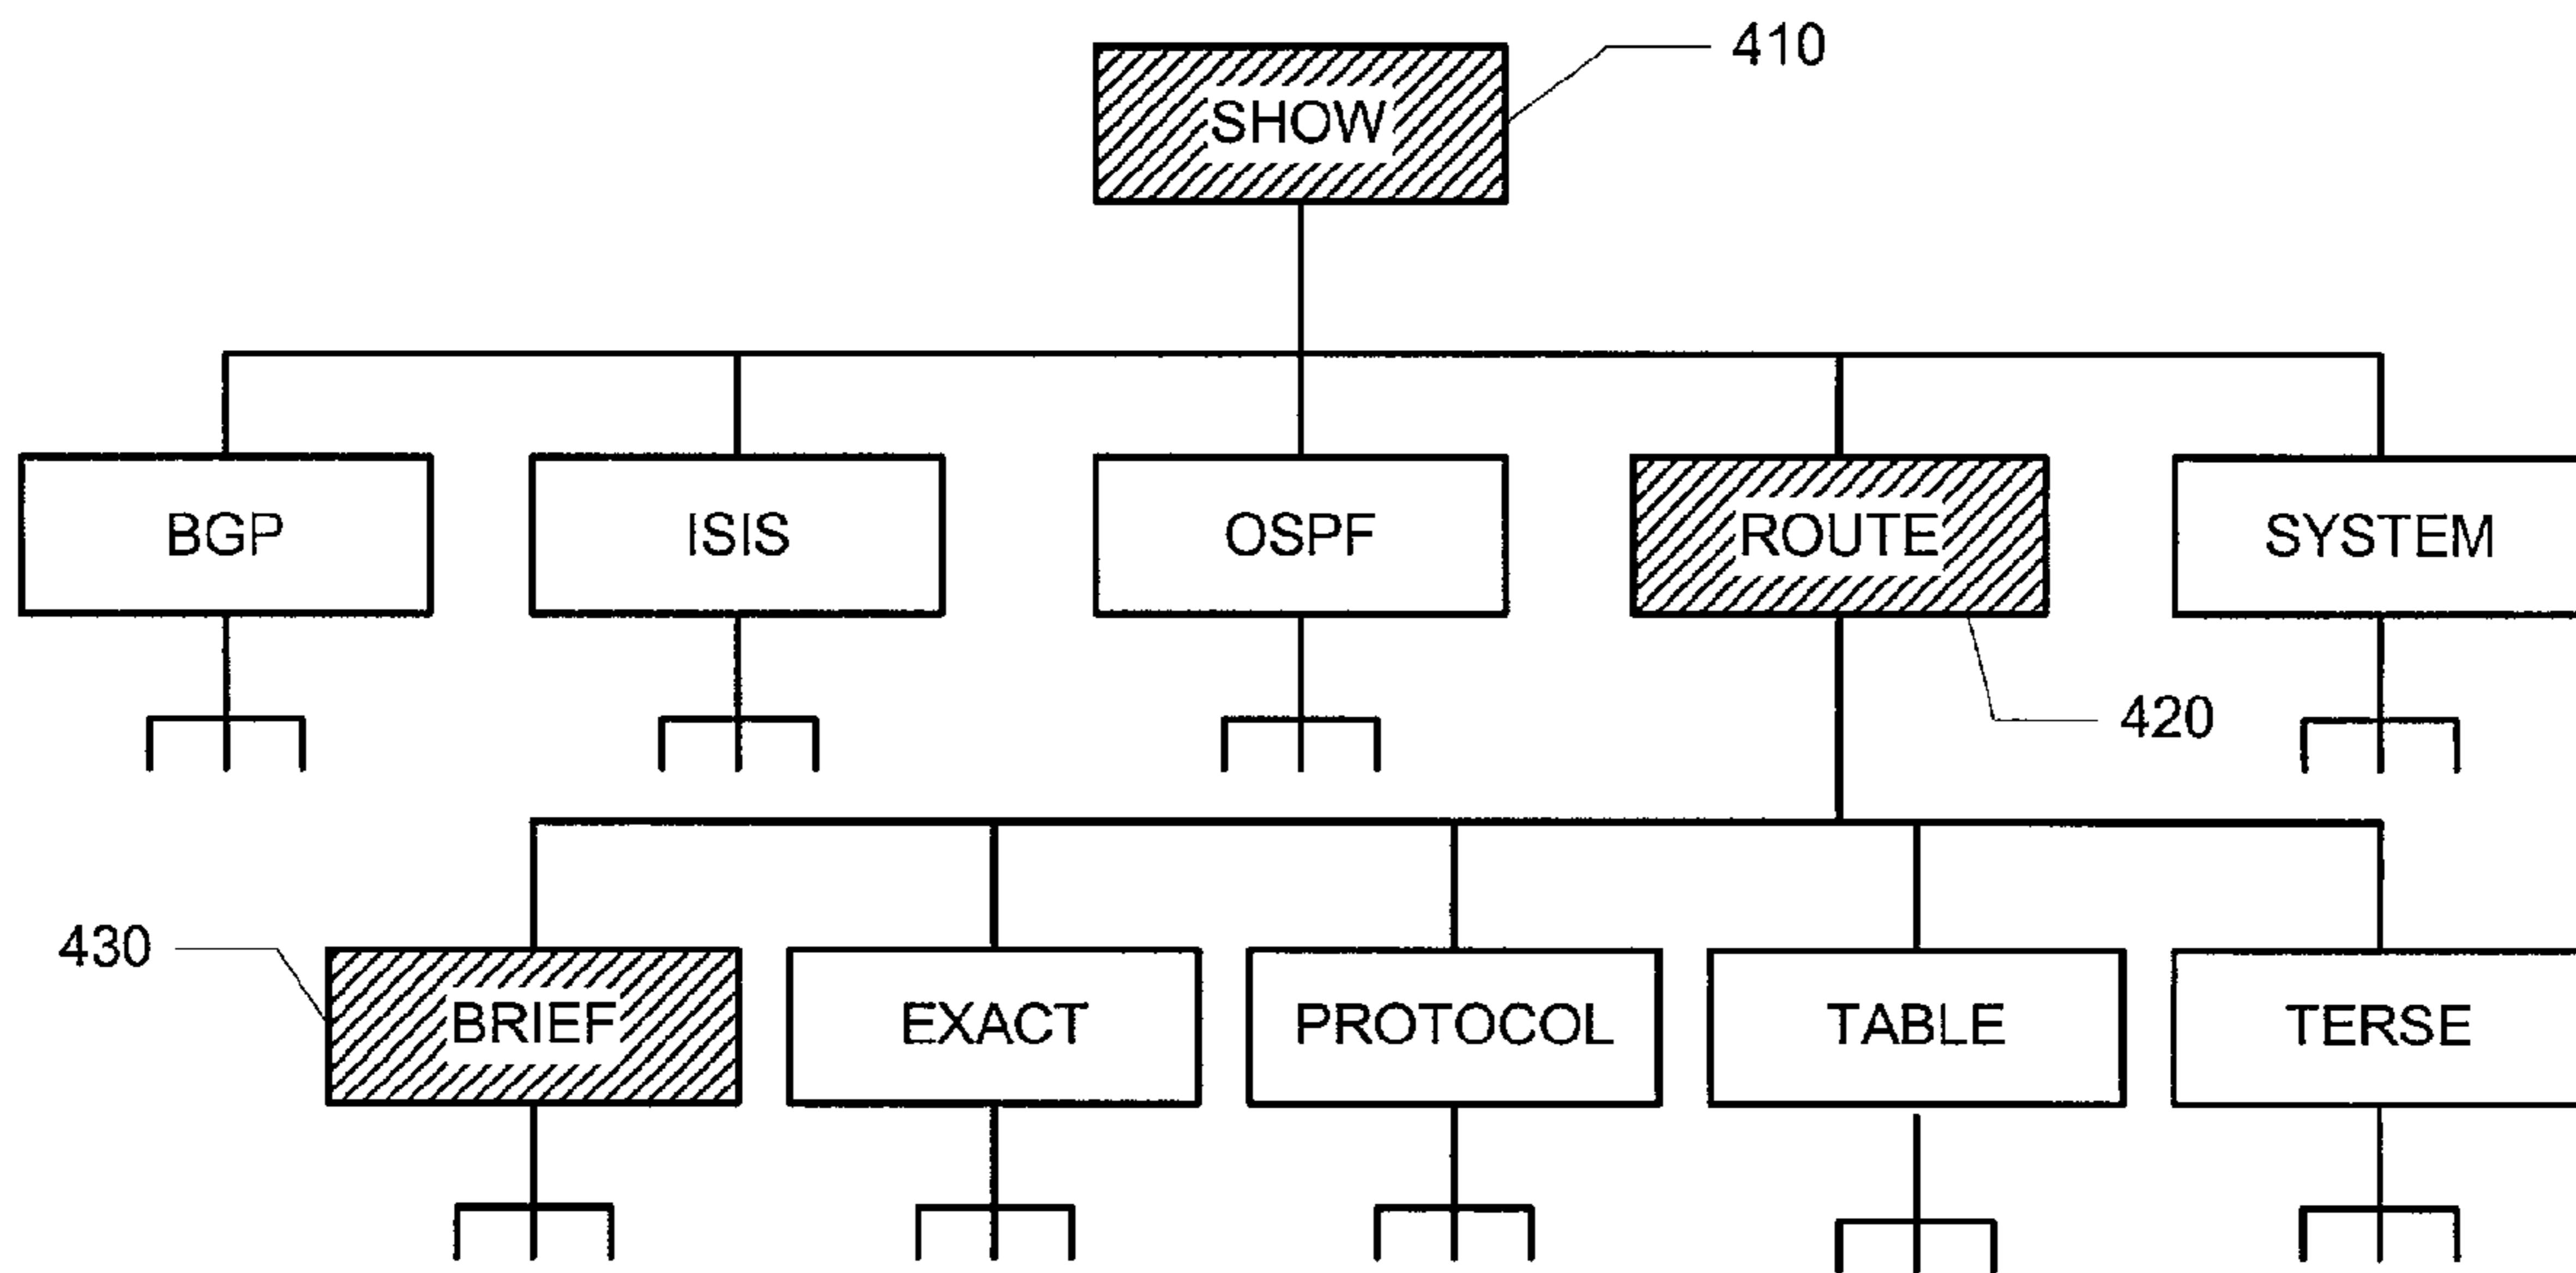 410
SHOW
BGP
ISIS
OSPF
ROUTE
SYSTEM
420
430
BRIEF
EXACT
PROTOCOL
TABLE
TERSE